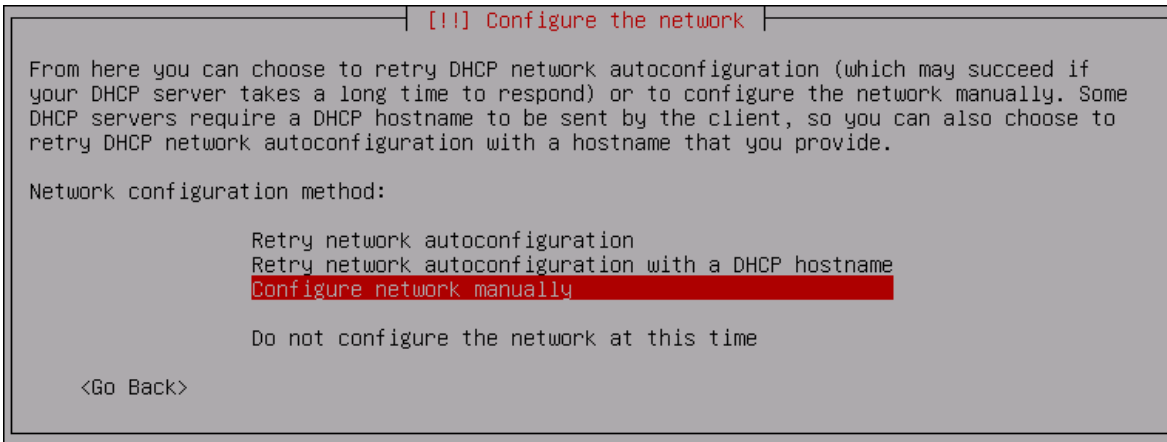 [!!] Configure the network
From here you can choose to retry DHCP network autoconfiguration (which may succeed if
your DHCP server takes a long time to respond) or to configure the network manually. Some
DHCP servers require a DHCP hostname to be sent by the client, so you can also choose to
retry DHCP network autoconfiguration with a hostname that you provide.
Network configuration method:
Retry network autoconfiguration
Retry network autoconfiguration with a DHCP hostname
Configure network manually
Do not configure the network at this time
<Go Back>